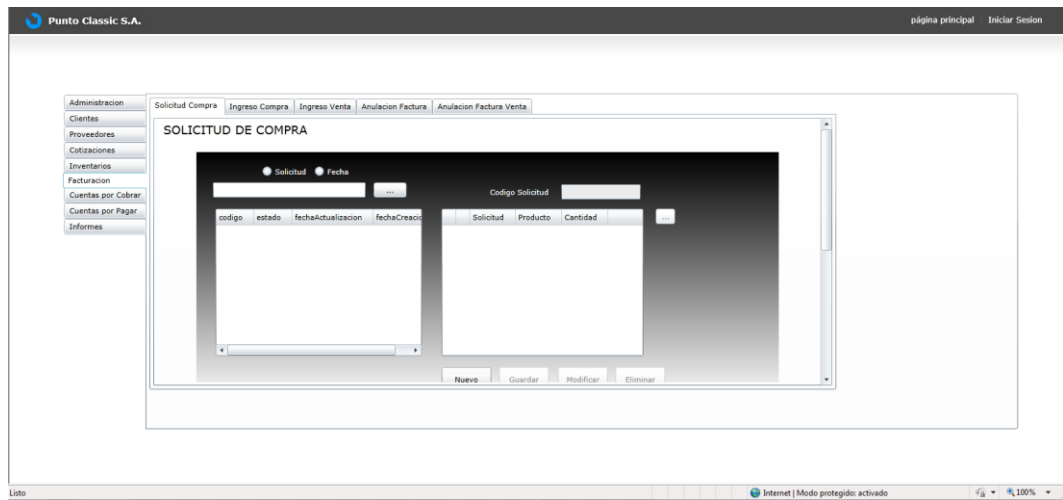 Punto Classic S.A. página principal Iniciar Sesion
Administracion
Clientes
Proveedores
Cotizaciones
Inventarios
Facturacion
Cuentas por Cobrar
Cuentas por Pagar
Informes
Solicitud Compra Ingreso Compra Ingreso Venta Anulacion Factura Anulacion Factura Venta
SOLICITUD DE COMPRA
Solicitud Fecha
... Codigo Solicitud
codigo estado fechaActualizacion fechaCreacio
Solicitud Producto Cantidad ...
Nuevo Guardar Modificar Eliminar
Listo Internet | Modo protegido: activado 100%